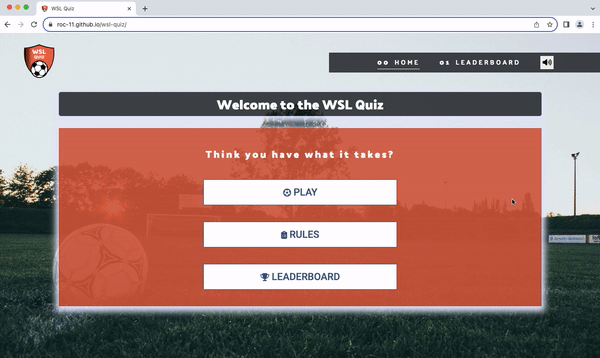 WSL Quiz
roc-11.github.io/wsl-quiz/
WSL
QUIZ
00 HOME
01 LEADERBOARD
Welcome to the WSL Quiz
Think you have what it takes?
PLAY
RULES
LEADERBOARD